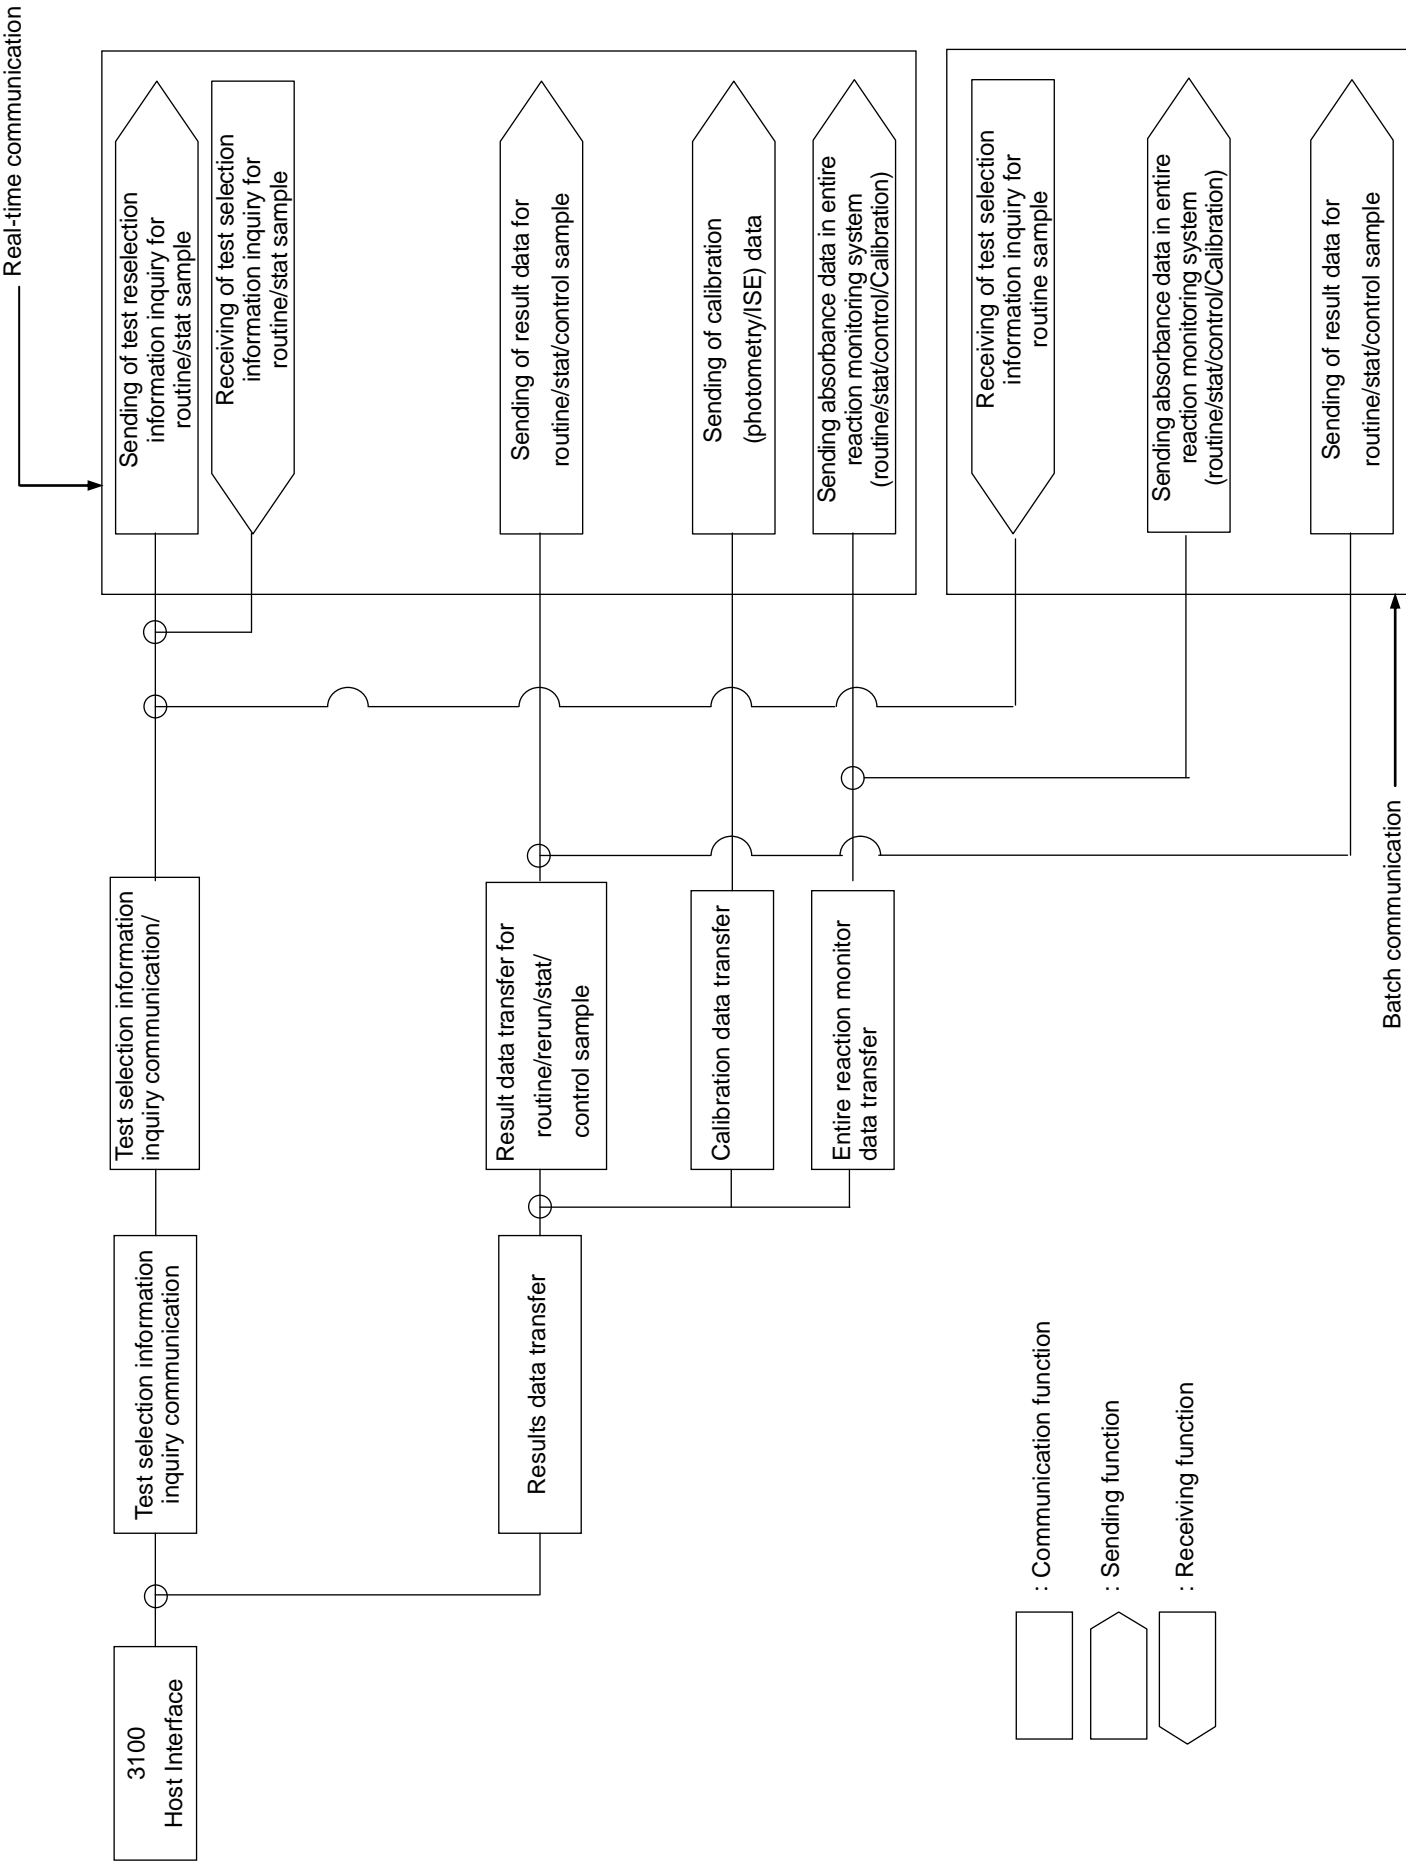 Real-time communication
3100
Host Interface
Test selection information
inquiry communication
Test selection information
inquiry communication/
Sending of test reselection
information inquiry for
routine/stat sample
Receiving of test selection
information inquiry for
routine/stat sample
Results data transfer
Result data transfer for
routine/rerun/stat/
control sample
Sending of result data for
routine/stat/control sample
Calibration data transfer
Sending of calibration
(photometry/ISE) data
Entire reaction monitor
data transfer
Sending absorbance data in entire
reaction monitoring system
(routine/stat/control/Calibration)
Receiving of test selection
information inquiry for
routine sample
Sending absorbance data in entire
reaction monitoring system
(routine/stat/control/Calibration)
Sending of result data for
routine/stat/control sample
: Communication function
: Sending function
: Receiving function
Batch communication